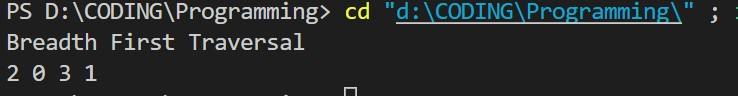 PS D:\CODING\Programming> cd "d:\CODING\Programming\" ;
Breadth First Traversal
2 0 3 1